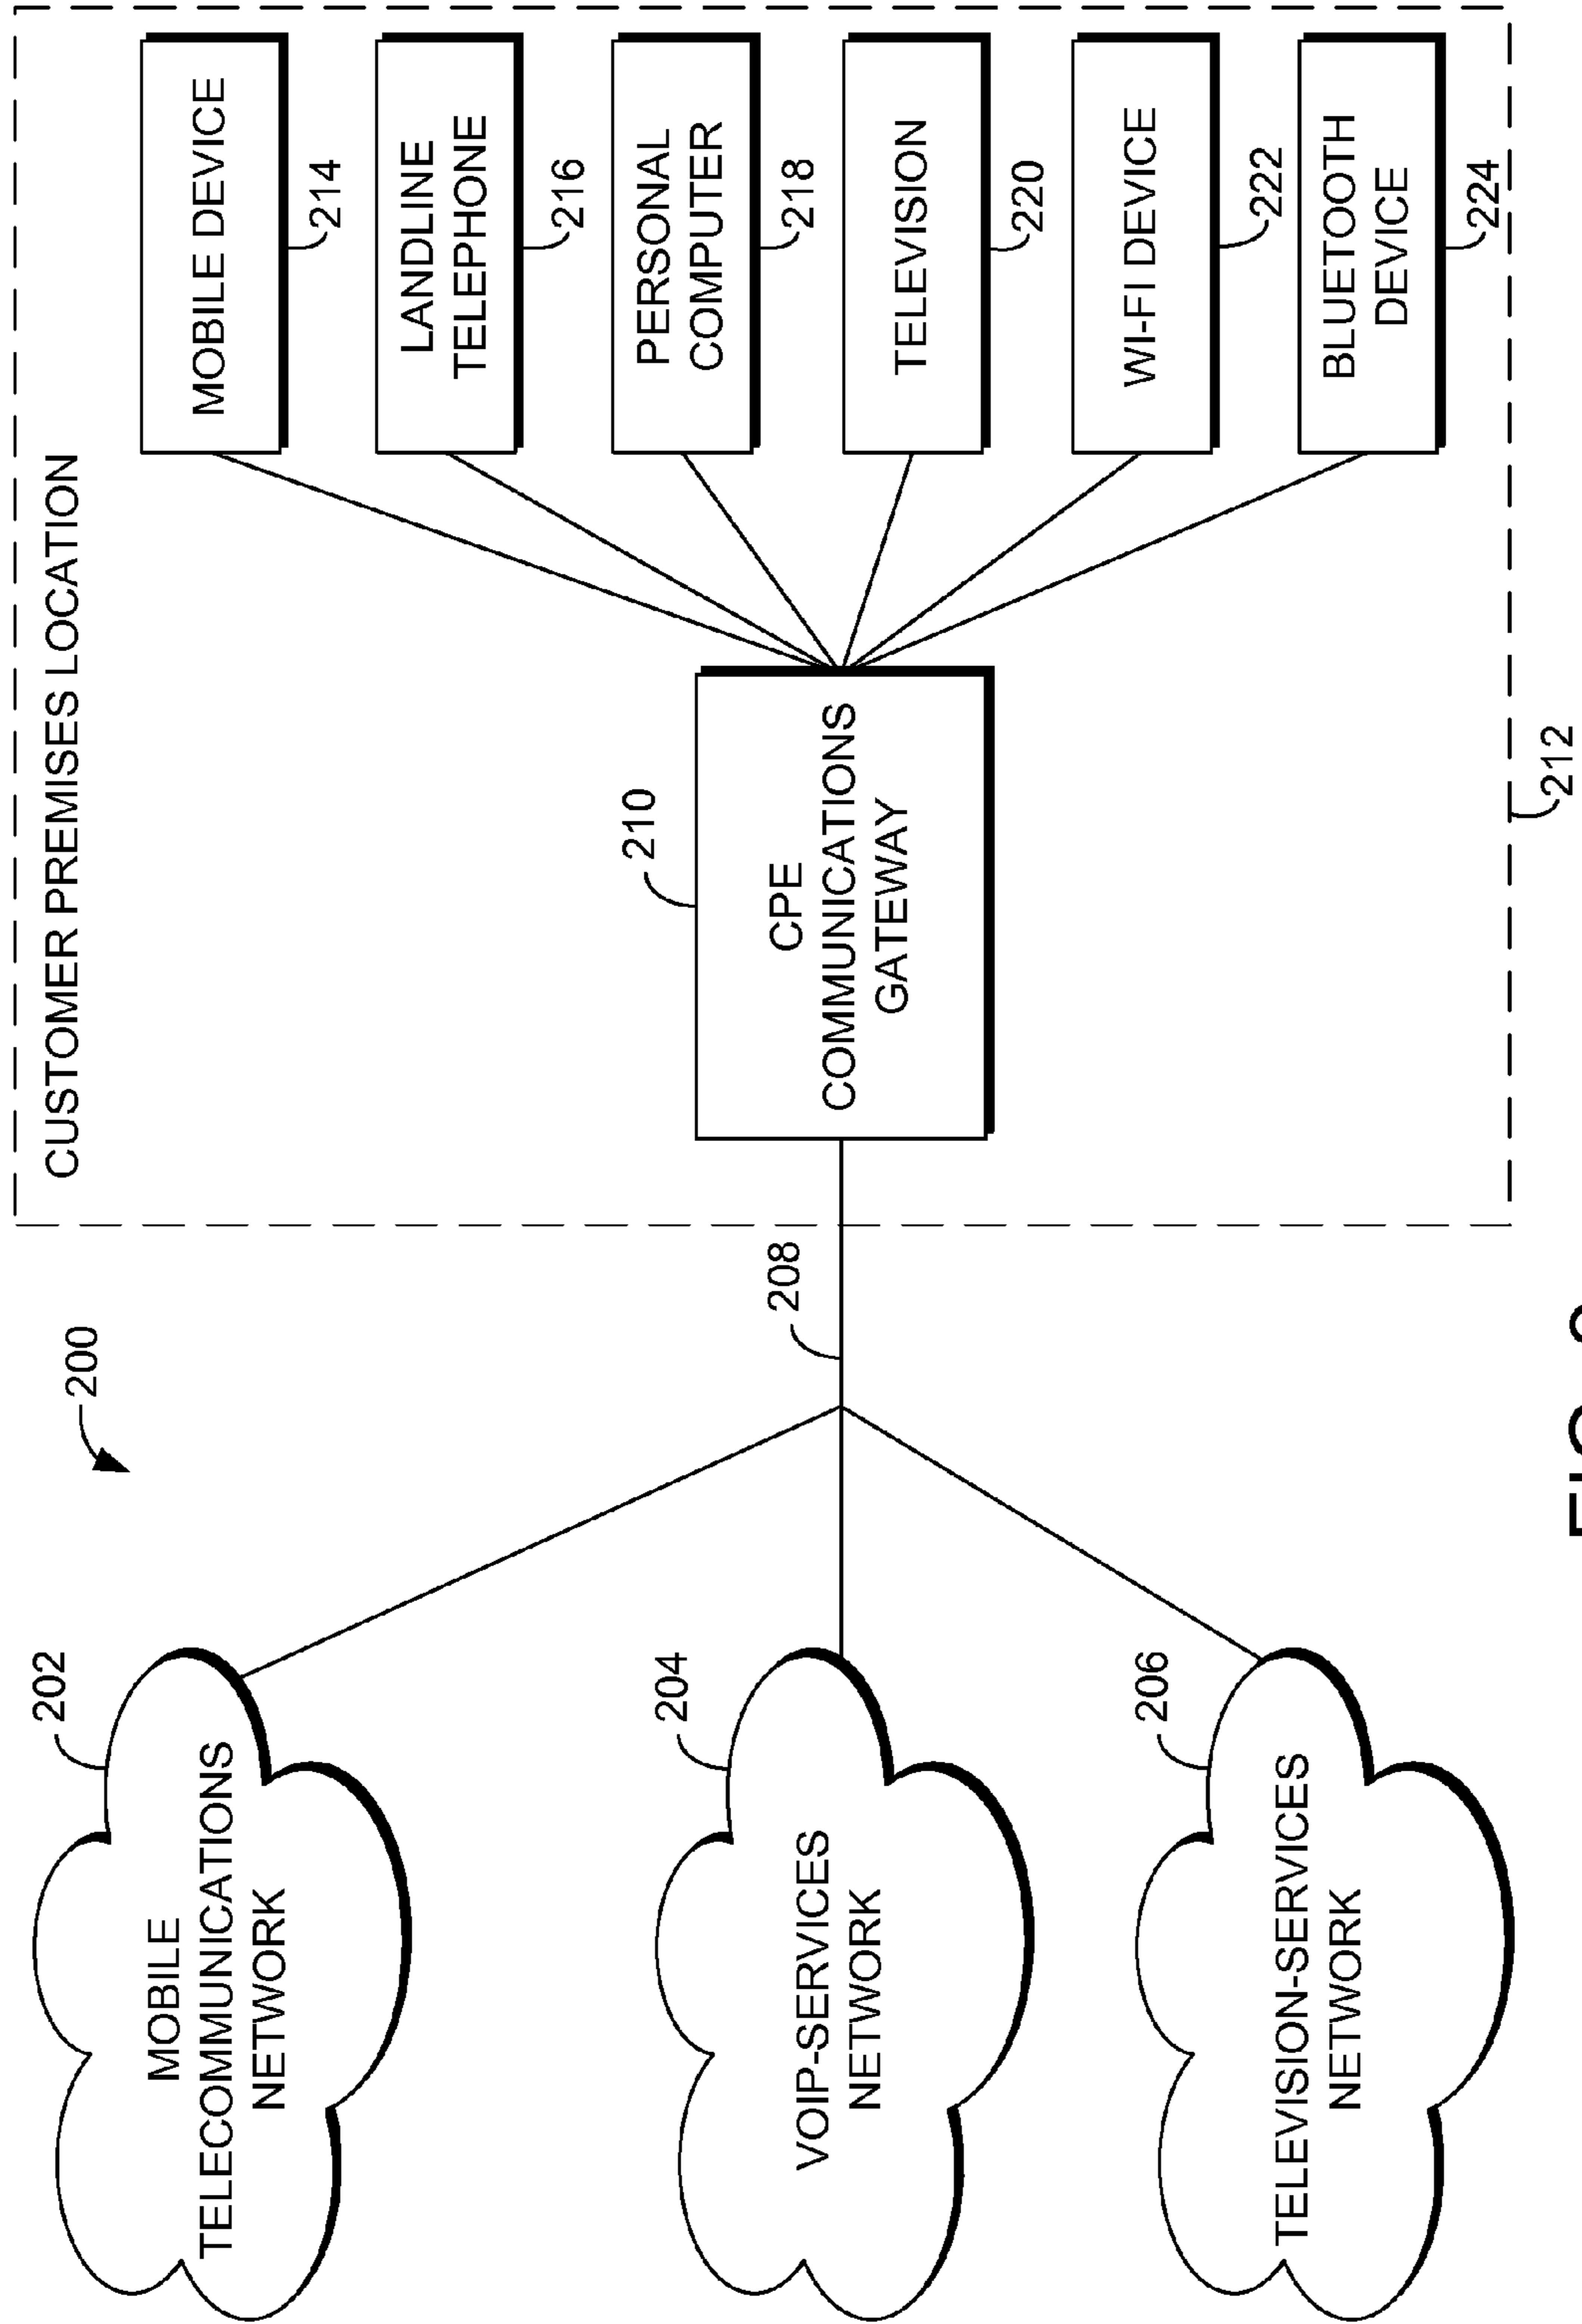 200
202
MOBILE
TELECOMMUNICATIONS
NETWORK
204
VOIP-SERVICES
NETWORK
206
TELEVISION-SERVICES
NETWORK
208
CUSTOMER PREMISES LOCATION
210
CPE
COMMUNICATIONS
GATEWAY
MOBILE DEVICE
214
LANDLINE
TELEPHONE
216
PERSONAL
COMPUTER
218
TELEVISION
220
WI-FI DEVICE
222
BLUETOOTH
DEVICE
224
212